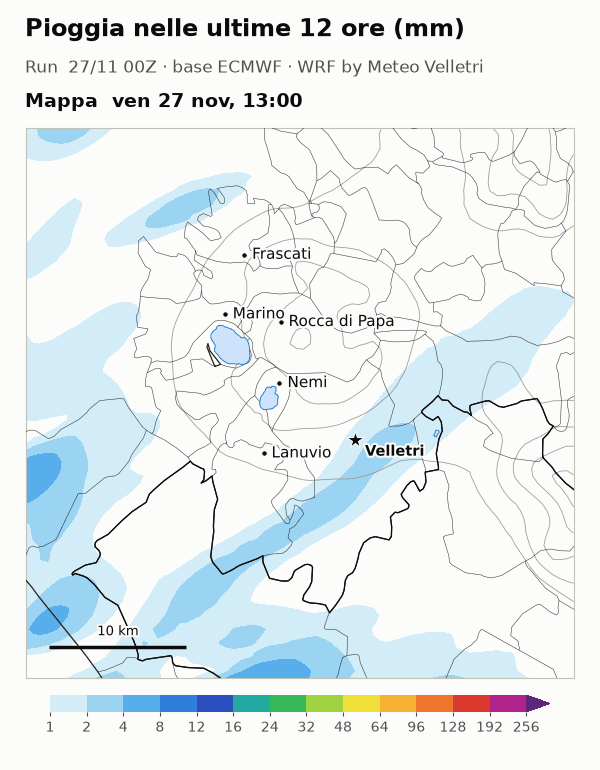 Pioggia nelle ultime 12 ore (mm)
Run 27/11 00Z · base ECMWF · WRF by Meteo Velletri
Mappa ven 27 nov, 13:00
Frascati
Marino
Rocca di Papa
Nemi
Velletri
Lanuvio
10 km
1 2 4 8 12 16 24 32 48 64 96 128 192 256